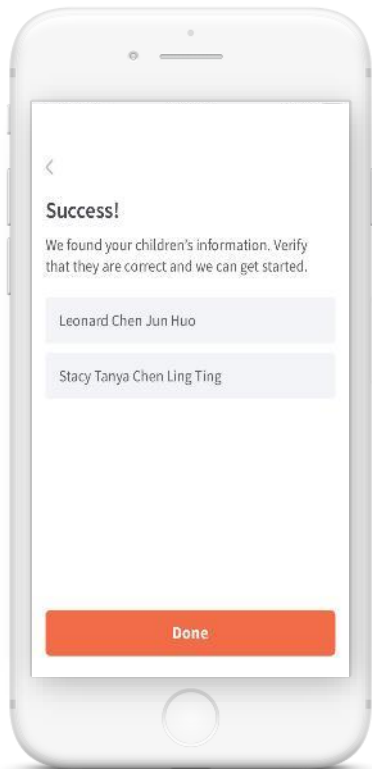 Success!
We found your children's information. Verify
that they are correct and we can get started.
Leonard Chen Jun Huo
Stacy Tanya Chen Ling Ting
Done